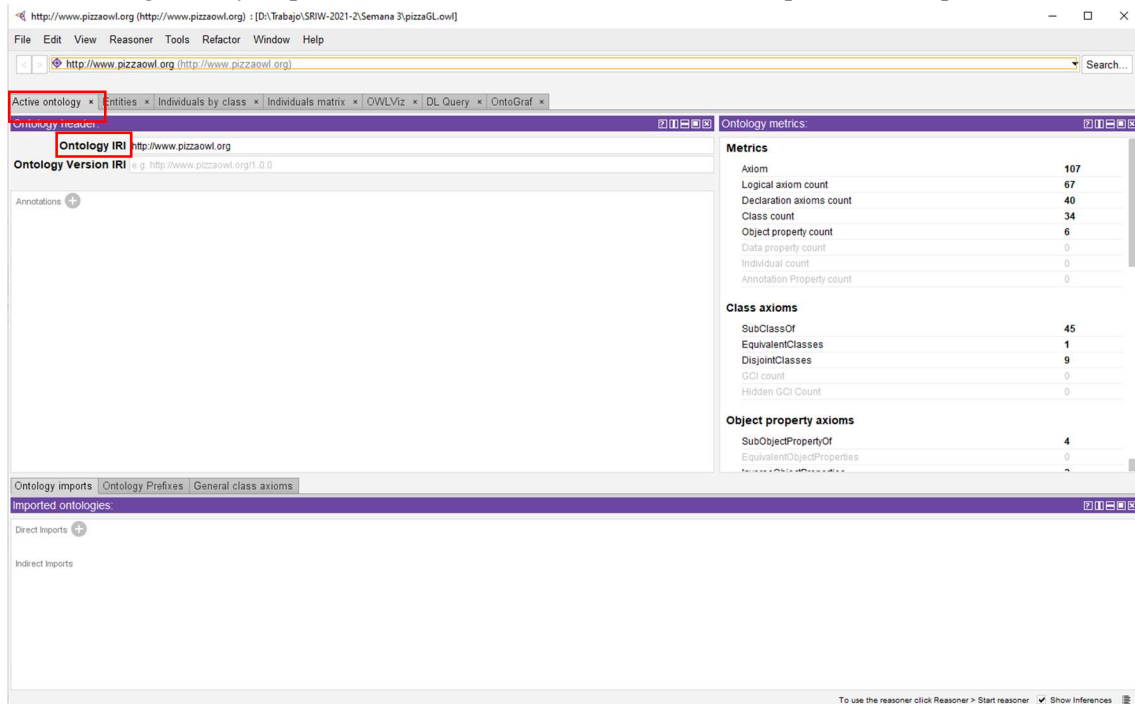 http://www.pizzaowl.org (http://www.pizzaowl.org) : [D:\Trabajo\SRIW-2021-2\Semana 3\pizzaGL.owl]
File Edit View Reasoner Tools Refactor Window Help
< > http://www.pizzaowl.org (http://www.pizzaowl.org) Search...
Active ontology × Entities × Individuals by class × Individuals matrix × OWLViz × DL Query × OntoGraf ×
Ontology header:
Ontology IRI http://www.pizzaowl.org
Ontology Version IRI e.g. http://www.pizzaowl.org/1.0.0
Annotations
Ontology metrics:
Metrics
Axiom 107
Logical axiom count 67
Declaration axioms count 40
Class count 34
Object property count 6
Data property count 0
Individual count 0
Annotation Property count 0
Class axioms
SubClassOf 45
EquivalentClasses 1
DisjointClasses 9
GCI count 0
Hidden GCI Count 0
Object property axioms
SubObjectPropertyOf 4
EquivalentObjectProperties 0
Ontology imports Ontology Prefixes General class axioms
Imported ontologies:
Direct Imports
Indirect Imports
To use the reasoner click Reasoner > Start reasoner Show Inferences